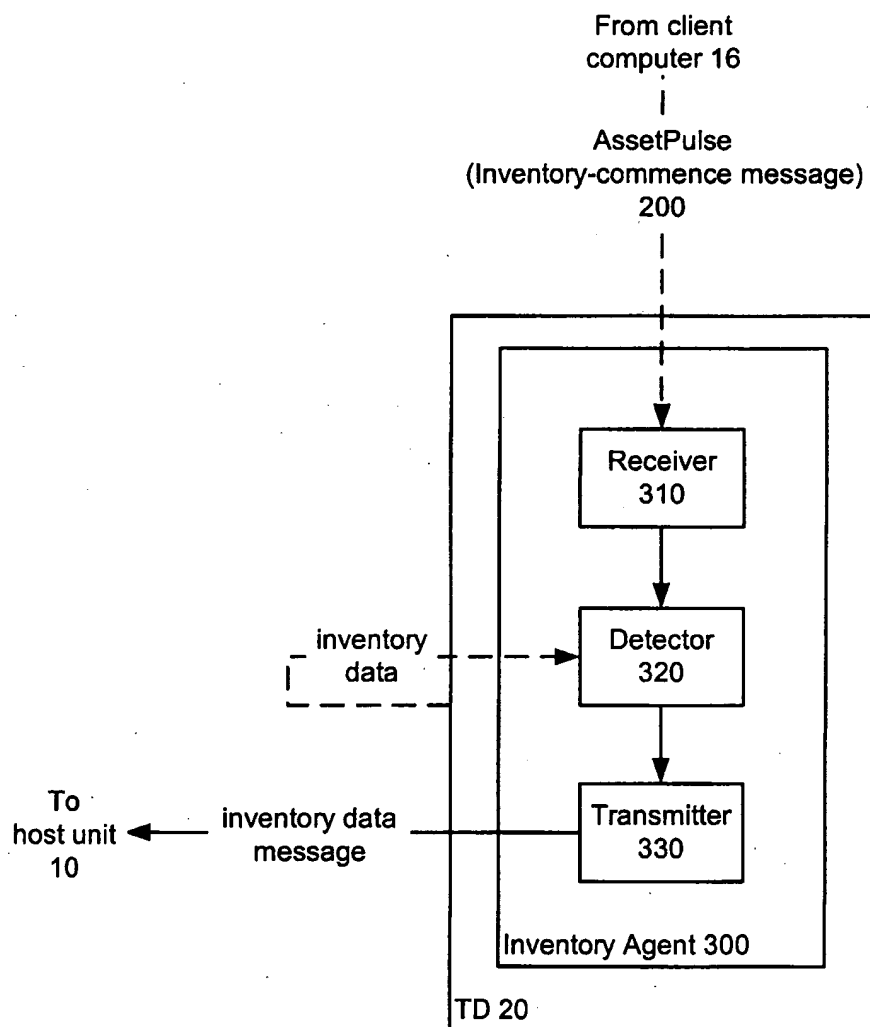 From client
computer 16
AssetPulse
(Inventory-commence message)
200
Receiver
310
inventory
data
Detector
320
To
host unit
10
inventory data
message
Transmitter
330
Inventory Agent 300
TD 20